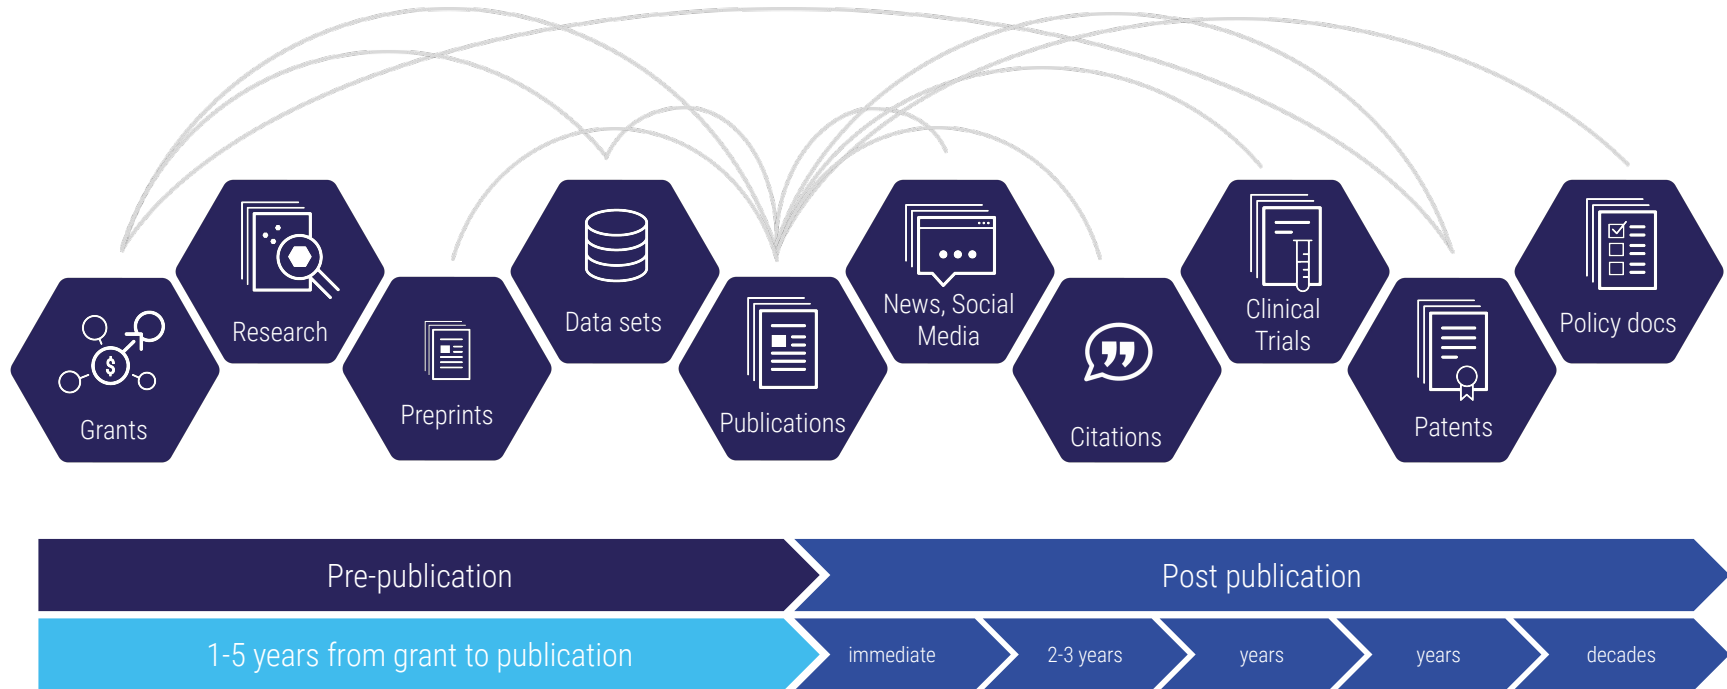 Grants
Research
Preprints
Data sets
Publications
News, Social
Media
Citations
Clinical
Trials
Patents
Policy docs
$
Pre-publication
Post publication
1-5 years from grant to publication
immediate
2-3 years
years
years
decades